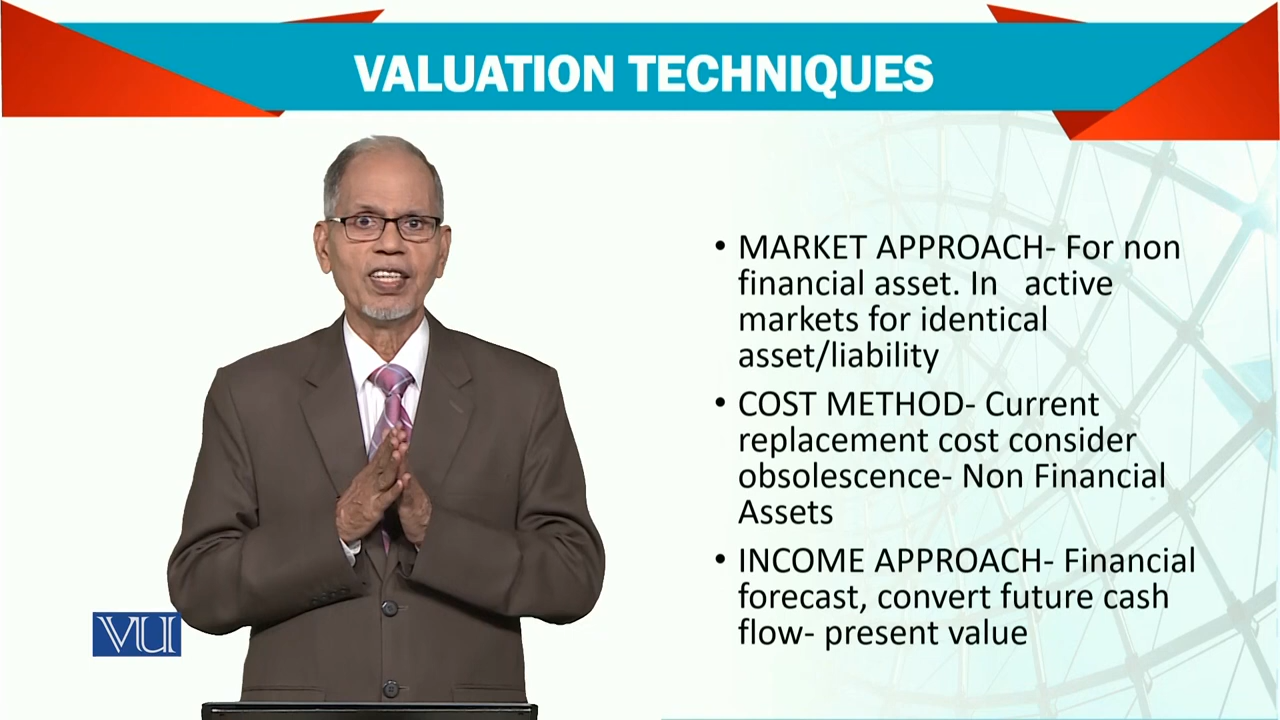 VALUATION TECHNIQUES
• MARKET APPROACH- For non
financial asset. In   active
markets for identical
asset/liability
• COST METHOD- Current
replacement cost consider
obsolescence- Non Financial
Assets
• INCOME APPROACH- Financial
forecast, convert future cash
flow- present value
VU